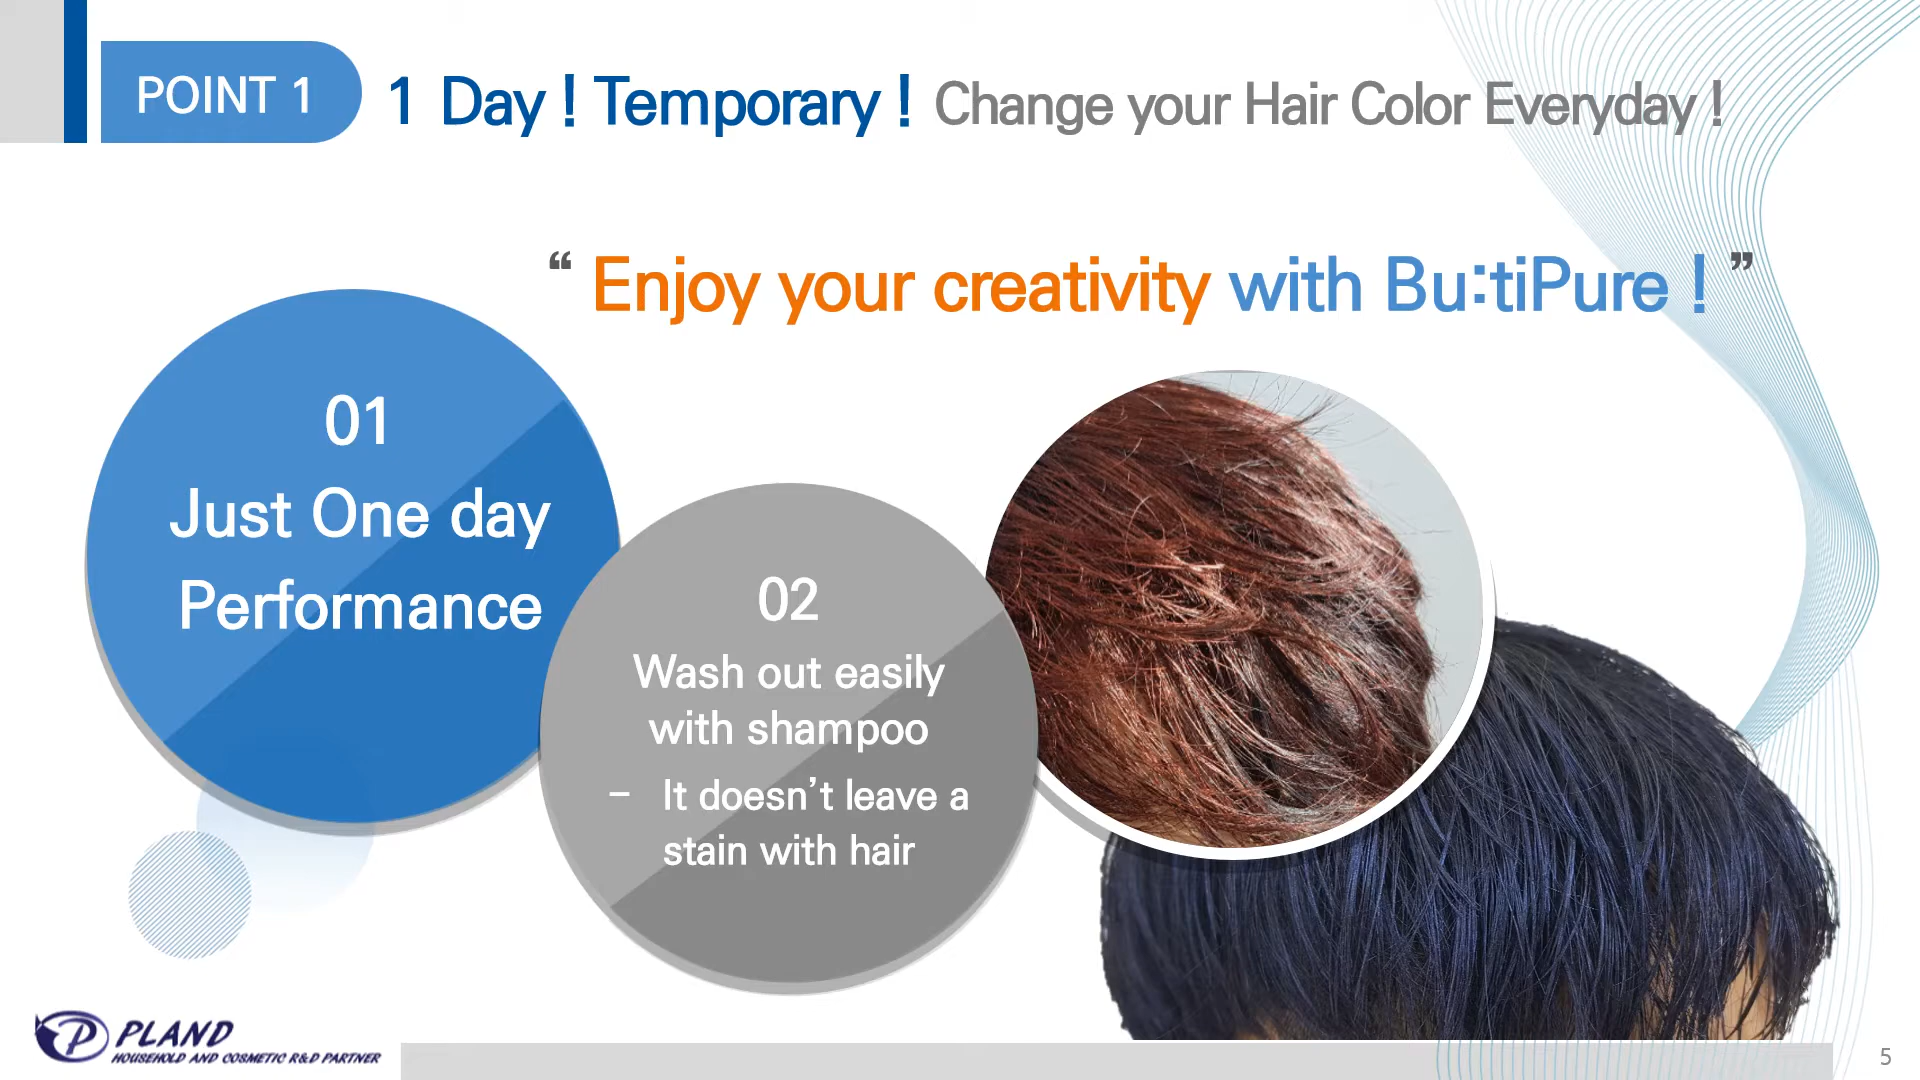 POINT 1
1 Day ! Temporary ! Change your Hair Color Everyday !
“ Enjoy your creativity with Bu:tiPure ! ”
01
Just One day
Performance
02
Wash out easily
with shampoo
- It doesn’t leave a
stain with hair
P PLAND
HOUSEHOLD AND COSMETIC R&D PARTNER
5